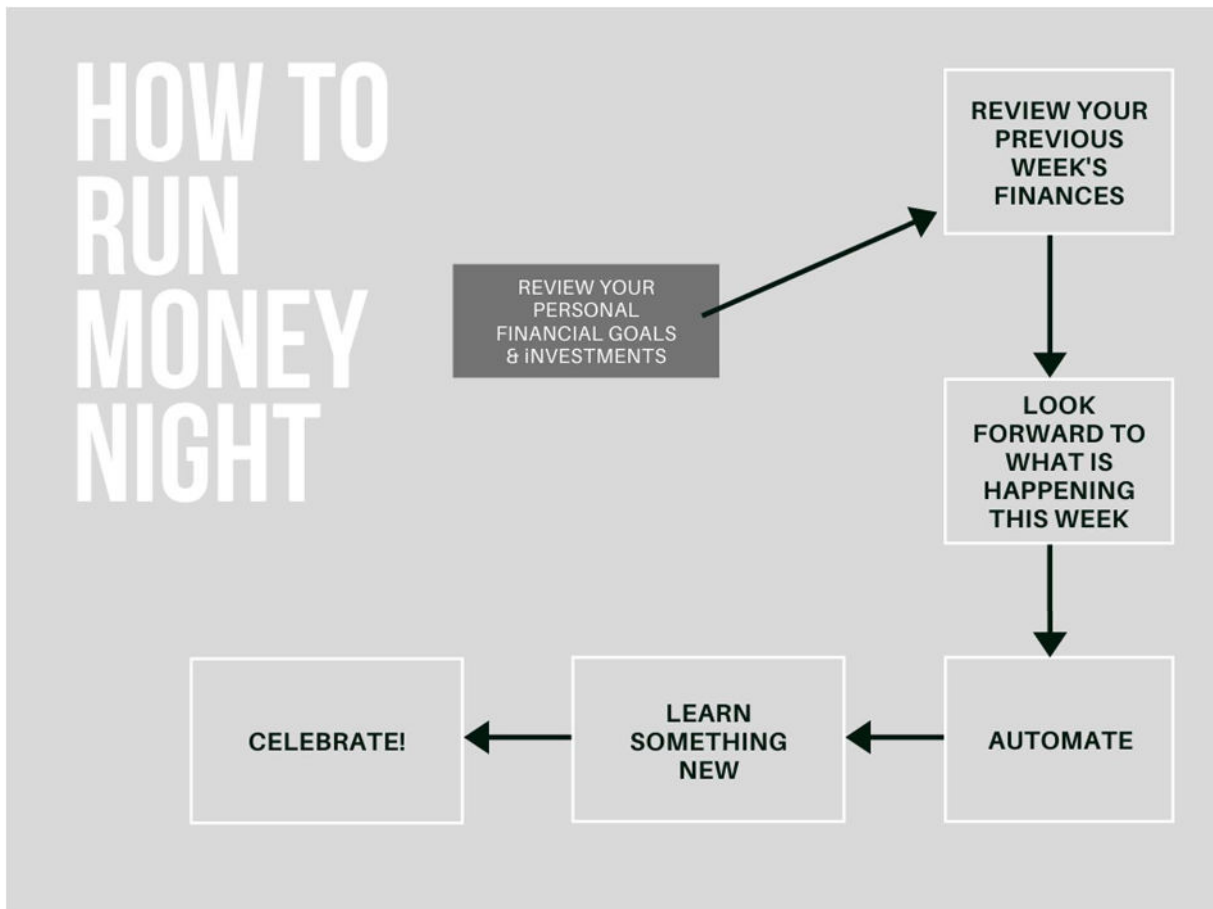 HOW TO
RUN
MONEY
NIGHT
REVIEW YOUR
PERSONAL
FINANCIAL GOALS
& iNVESTMENTS
REVIEW YOUR
PREVIOUS
WEEK'S
FINANCES
LOOK
FORWARD TO
WHAT IS
HAPPENING
THIS WEEK
AUTOMATE
LEARN
SOMETHING
NEW
CELEBRATE!